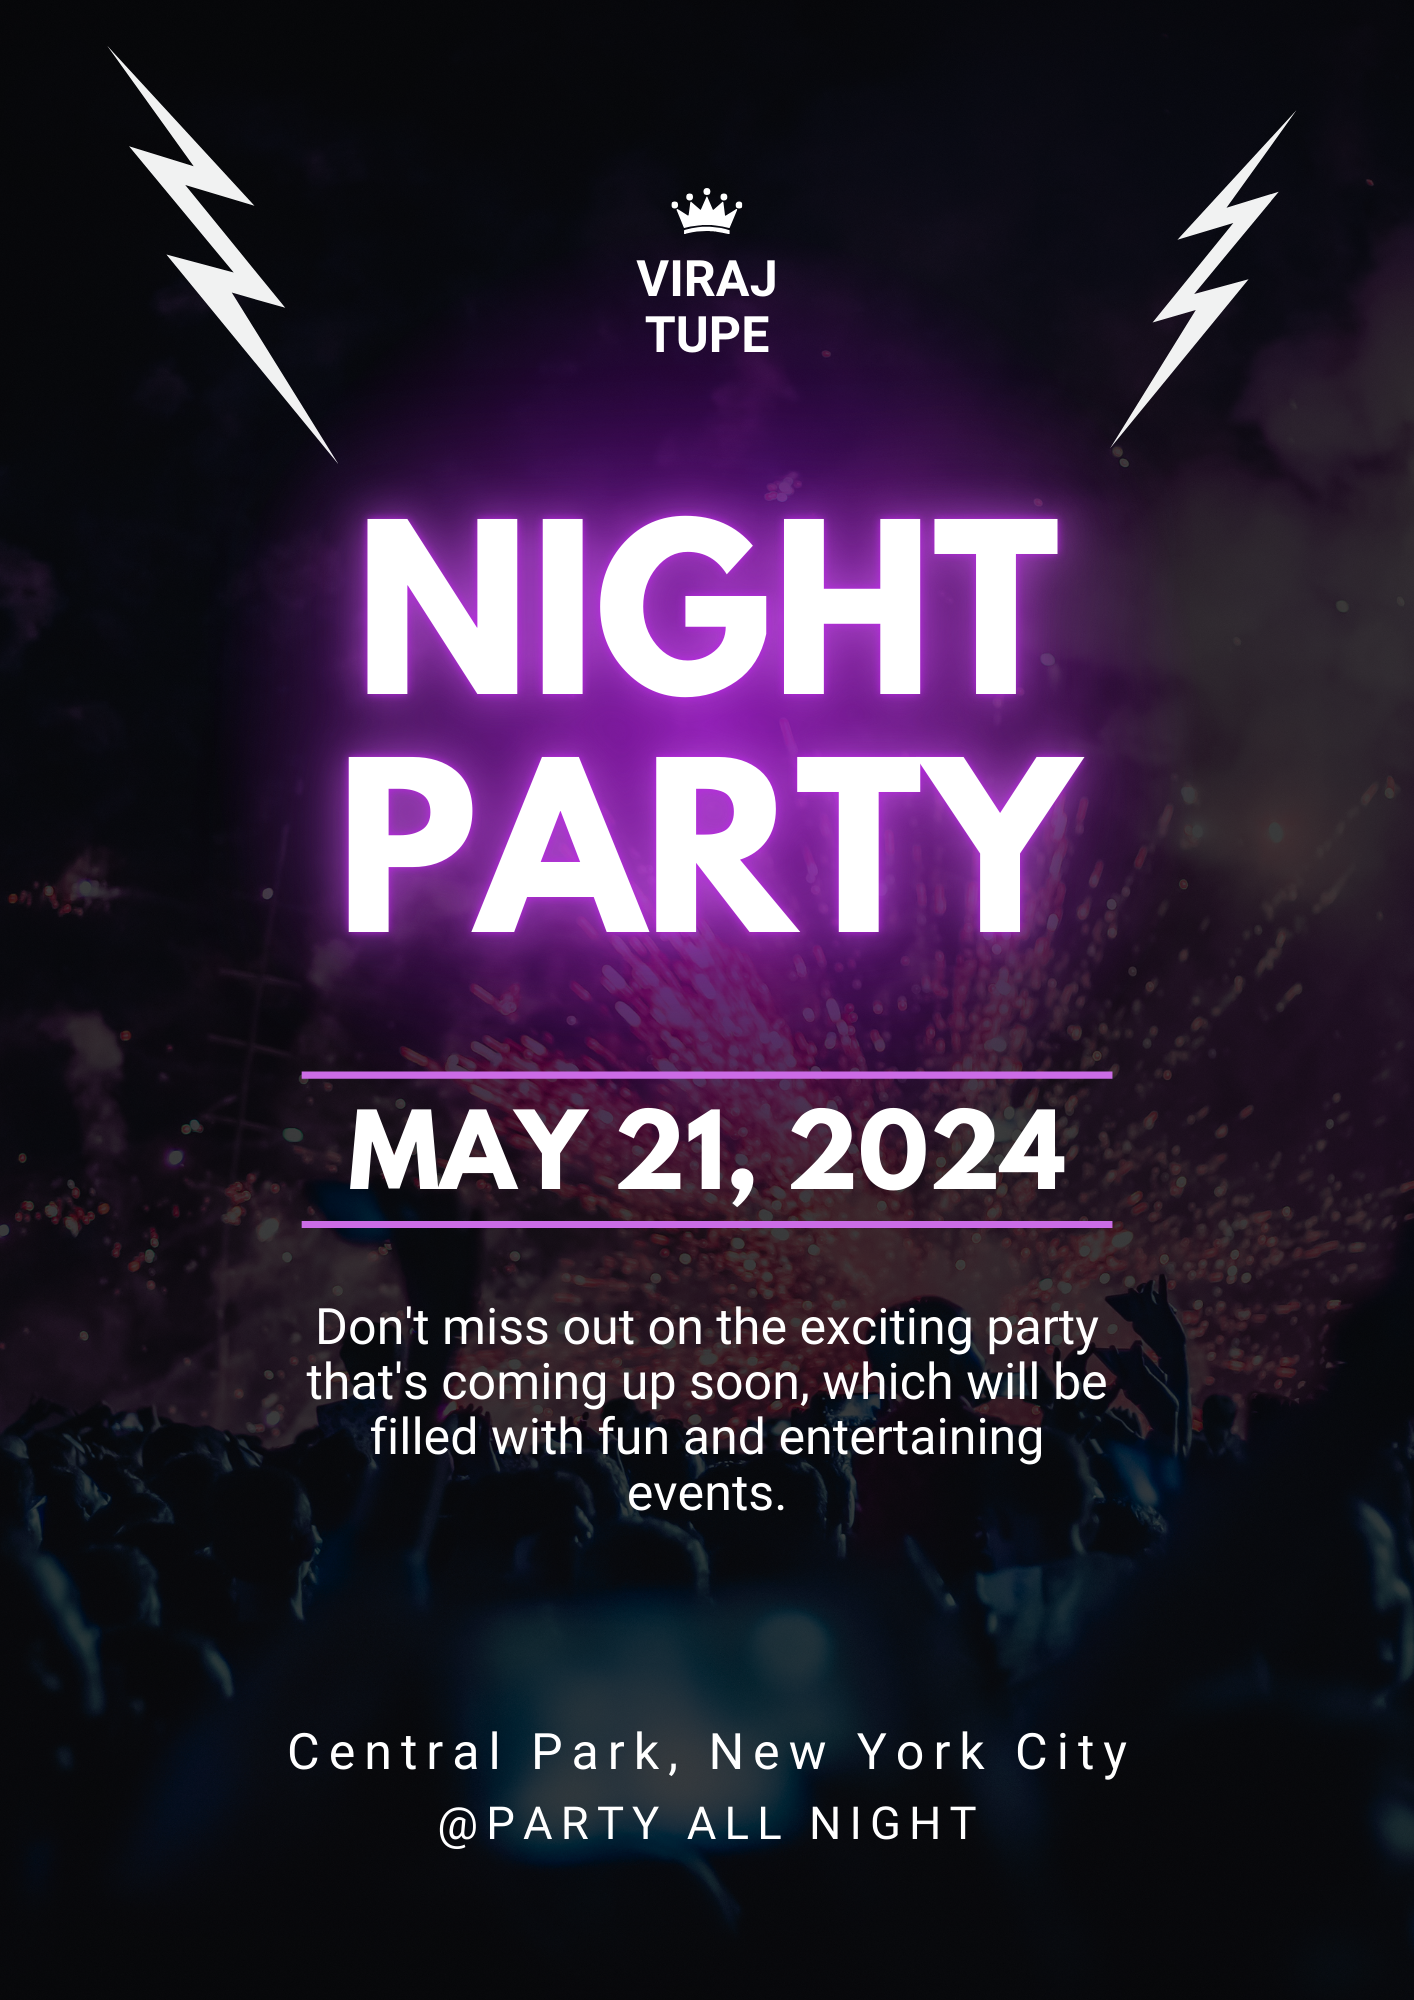 VIRAJ
TUPE
NIGHT
PARTY
MAY 21, 2024
Don't miss out on the exciting party
that's coming up soon, which will be
filled with fun and entertaining
events.
Central Park, New York City
@PARTY ALL NIGHT